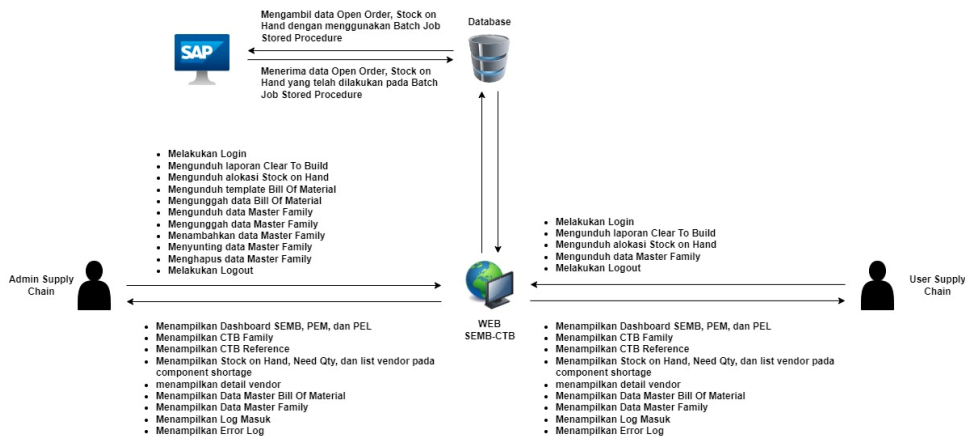 Mengambil data Open Order, Stock on
Hand dengan menggunakan Batch Job
Stored Procedure
Database
SAP
Menerima data Open Order, Stock on
Hand yang telah dilakukan pada Batch
Job Stored Procedure
• Melakukan Login
• Mengunduh laporan Clear To Build
• Mengunduh alokasi Stock on Hand
• Mengunduh template Bill Of Material
• Mengunggah data Bill Of Material
• Mengunduh data Master Family
• Mengunggah data Master Family
• Menambahkan data Master Family
• Menyunting data Master Family
• Menghapus data Master Family
• Melakukan Logout
• Melakukan Login
• Mengunduh laporan Clear To Build
• Mengunduh alokasi Stock on Hand
• Mengunduh data Master Family
• Melakukan Logout
Admin Supply
Chain
WEB
SEMB-CTB
User Supply
Chain
• Menampilkan Dashboard SEMB, PEM, dan PEL
• Menampilkan CTB Family
• Menampilkan CTB Reference
• Menampilkan Stock on Hand, Need Qty, dan list vendor pada
component shortage
• menampilkan detail vendor
• Menampilkan Data Master Bill Of Material
• Menampilkan Data Master Family
• Menampilkan Log Masuk
• Menampilkan Error Log
• Menampilkan Dashboard SEMB, PEM, dan PEL
• Menampilkan CTB Family
• Menampilkan CTB Reference
• Menampilkan Stock on Hand, Need Qty, dan list vendor pada
component shortage
• menampilkan detail vendor
• Menampilkan Data Master Bill Of Material
• Menampilkan Data Master Family
• Menampilkan Log Masuk
• Menampilkan Error Log